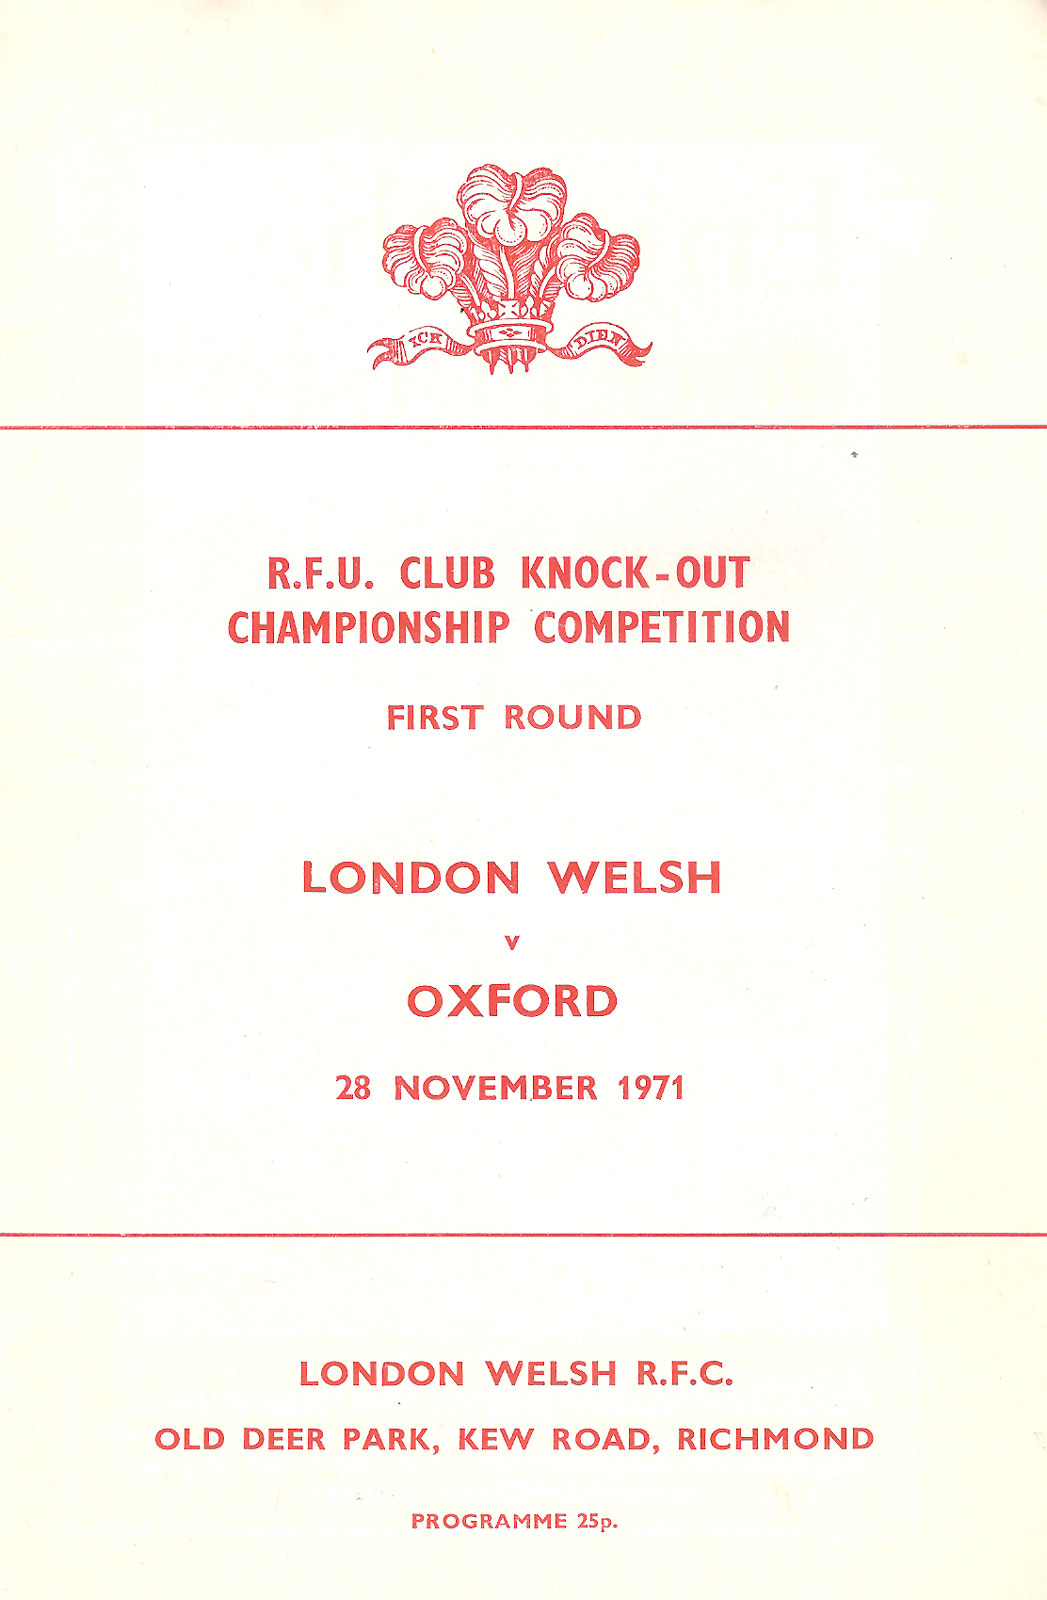 ICH DIEN
R.F.U. CLUB KNOCK-OUT
CHAMPIONSHIP COMPETITION
FIRST ROUND
LONDON WELSH
v
OXFORD
28 NOVEMBER 1971
LONDON WELSH R.F.C.
OLD DEER PARK, KEW ROAD, RICHMOND
PROGRAMME 25p.